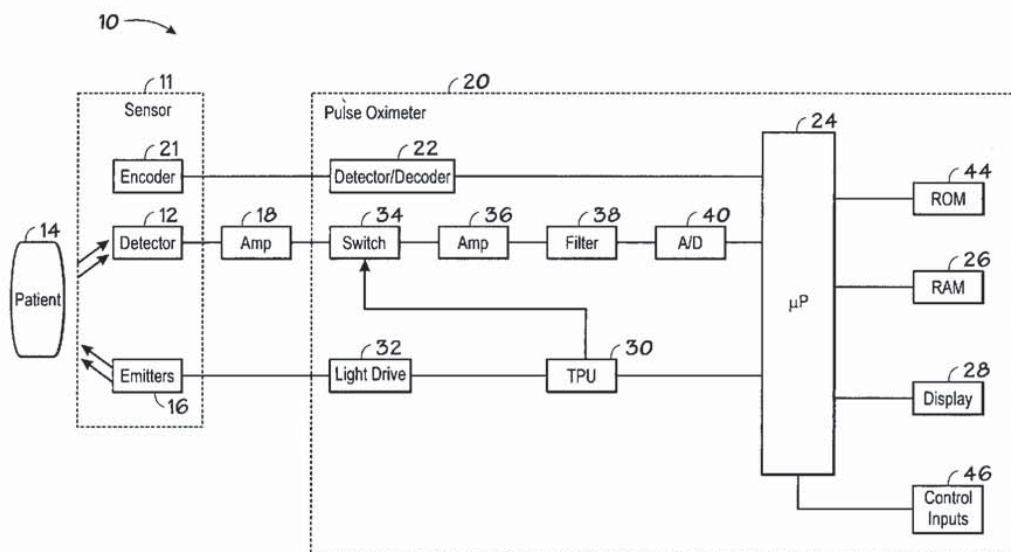 10
11
20
Sensor
Pulse Oximeter
24
21
22
44
Encoder
Detector/Decoder
ROM
14
12
18
34
36
38
40
Detector
Amp
Switch
Amp
Filter
A/D
26
Patient
µP
RAM
32
30
28
Emitters
Light Drive
TPU
Display
16
46
Control
Inputs